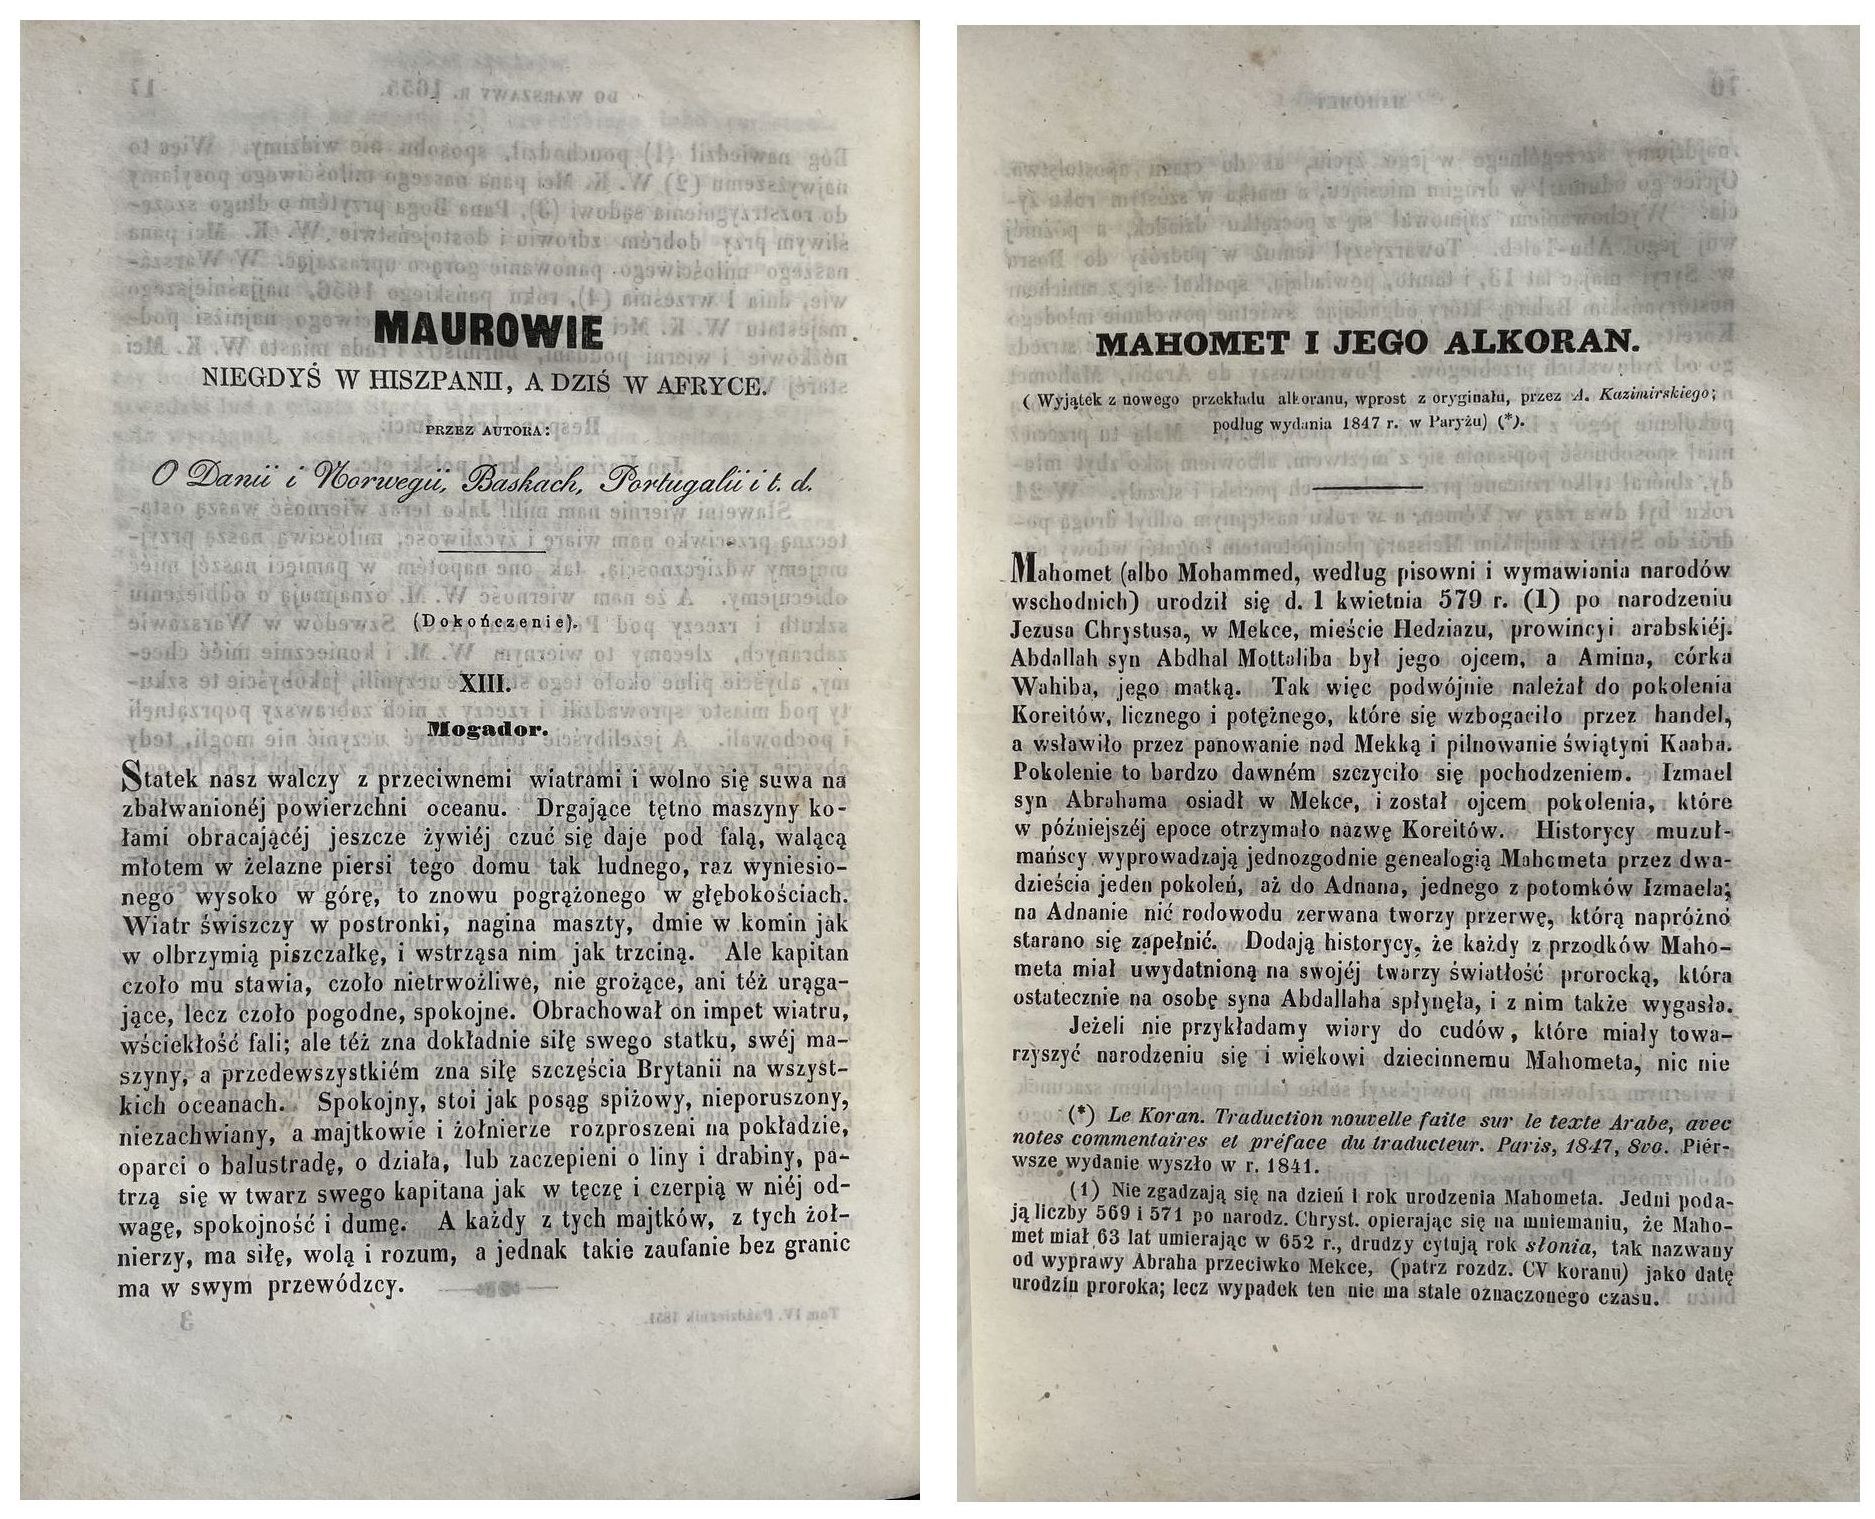 MAUROWIE
NIEGDYŚ W HISZPANII, A DZIŚ W AFRYCE.
PRZEZ AUTORA:
O Danii i Norwegii, Baskach, Portugalii i t. d.
(Dokończenie).
XIII.
Mogador.
Statek nasz walczy z przeciwnemi wiatrami i wolno się suwa na
zbałwanionéj powierzchni oceanu. Drgające tętno maszyny ko-
łami obracającéj jeszcze żywiéj czuć się daje pod falą, walącą
młotem w żelazne piersi tego domu tak ludnego, raz wyniesio-
nego wysoko w górę, to znowu pogrążonego w głębokościach.
Wiatr świszczy w postronki, nagina maszty, dmie w komin jak
w olbrzymią piszczałkę, i wstrząsa nim jak trzciną. Ale kapitan
czoło mu stawia, czoło nietrwożliwe, nie grożące, ani téż urąga-
jące, lecz czoło pogodne, spokojne. Obrachował on impet wiatru,
wściekłość fali; ale téż zna dokładnie siłę swego statku, swéj ma-
szyny, a przedewszystkiém zna siłę szczęścia Brytanii na wszyst-
kich oceanach. Spokojny, stoi jak posąg spiżowy, nieporuszony,
niezachwiany, a majtkowie i żołnierze rozproszeni na pokładzie,
oparci o balustradę, o działa, lub zaczepieni o liny i drabiny, pa-
trzą się w twarz swego kapitana jak w tęczę i czerpią w niéj od-
wagę, spokojność i dumę. A każdy z tych majtków, z tych żoł-
nierzy, ma siłę, wolą i rozum, a jednak takie zaufanie bez granic
ma w swym przewódzcy.
MAHOMET I JEGO ALKORAN.
(Wyjątek z nowego przekładu alkoranu, wprost z oryginału, przez A. Kazimirskiego;
podług wydania 1847 r. w Paryżu) (*).
Mahomet (albo Mohammed, według pisowni i wymawiania narodów
wschodnich) urodził się d. 1 kwietnia 579 r. (1) po narodzeniu
Jezusa Chrystusa, w Mekce, mieście Hedziazu, prowincyi arabskiéj.
Abdallah syn Abdhal Mottaliba był jego ojcem, a Amina, córka
Wahiba, jego matką. Tak więc podwójnie należał do pokolenia
Koreitów, licznego i potężnego, które się wzbogaciło przez handel,
a wsławiło przez panowanie nad Mekką i pilnowanie świątyni Kaaba.
Pokolenie to bardzo dawném szczyciło się pochodzeniem. Izmael
syn Abrahama osiadł w Mekce, i został ojcem pokolenia, które
w późniejszéj epoce otrzymało nazwę Koreitów. Historycy muzuł-
mańscy wyprowadzają jednozgodnie genealogią Mahometa przez dwa-
dzieścia jeden pokoleń, aż do Adnana, jednego z potomków Izmaela;
na Adnanie nić rodowodu zerwana tworzy przerwę, którą napróżno
starano się zapełnić. Dodają historycy, że każdy z przodków Maho-
meta miał uwydatnioną na swojéj twarzy światłość prorocką, która
ostatecznie na osobę syna Abdallaha spłynęła, i z nim także wygasła.
Jeżeli nie przykładamy wiary do cudów, które miały towa-
rzyszyć narodzeniu się i wiekowi dziecinnemu Mahometa, nic nie
(*) Le Koran. Traduction nouvelle faite sur le texte Arabe, avec
notes commentaires et préface du traducteur. Paris, 1847, 8vo. Piér-
wsze wydanie wyszło w r. 1841.
(1) Nie zgadzają się na dzień i rok urodzenia Mahometa. Jedni poda-
ją liczby 569 i 571 po narodz. Chryst. opierając się na mniemaniu, że Maho-
met miał 63 lat umierając w 652 r., drudzy cytują rok słonia, tak nazwany
od wyprawy Abraha przeciwko Mekce, (patrz rozdz. CV koranu) jako datę
urodzin proroka; lecz wypadek ten nie ma stale oznaczonego czasu.